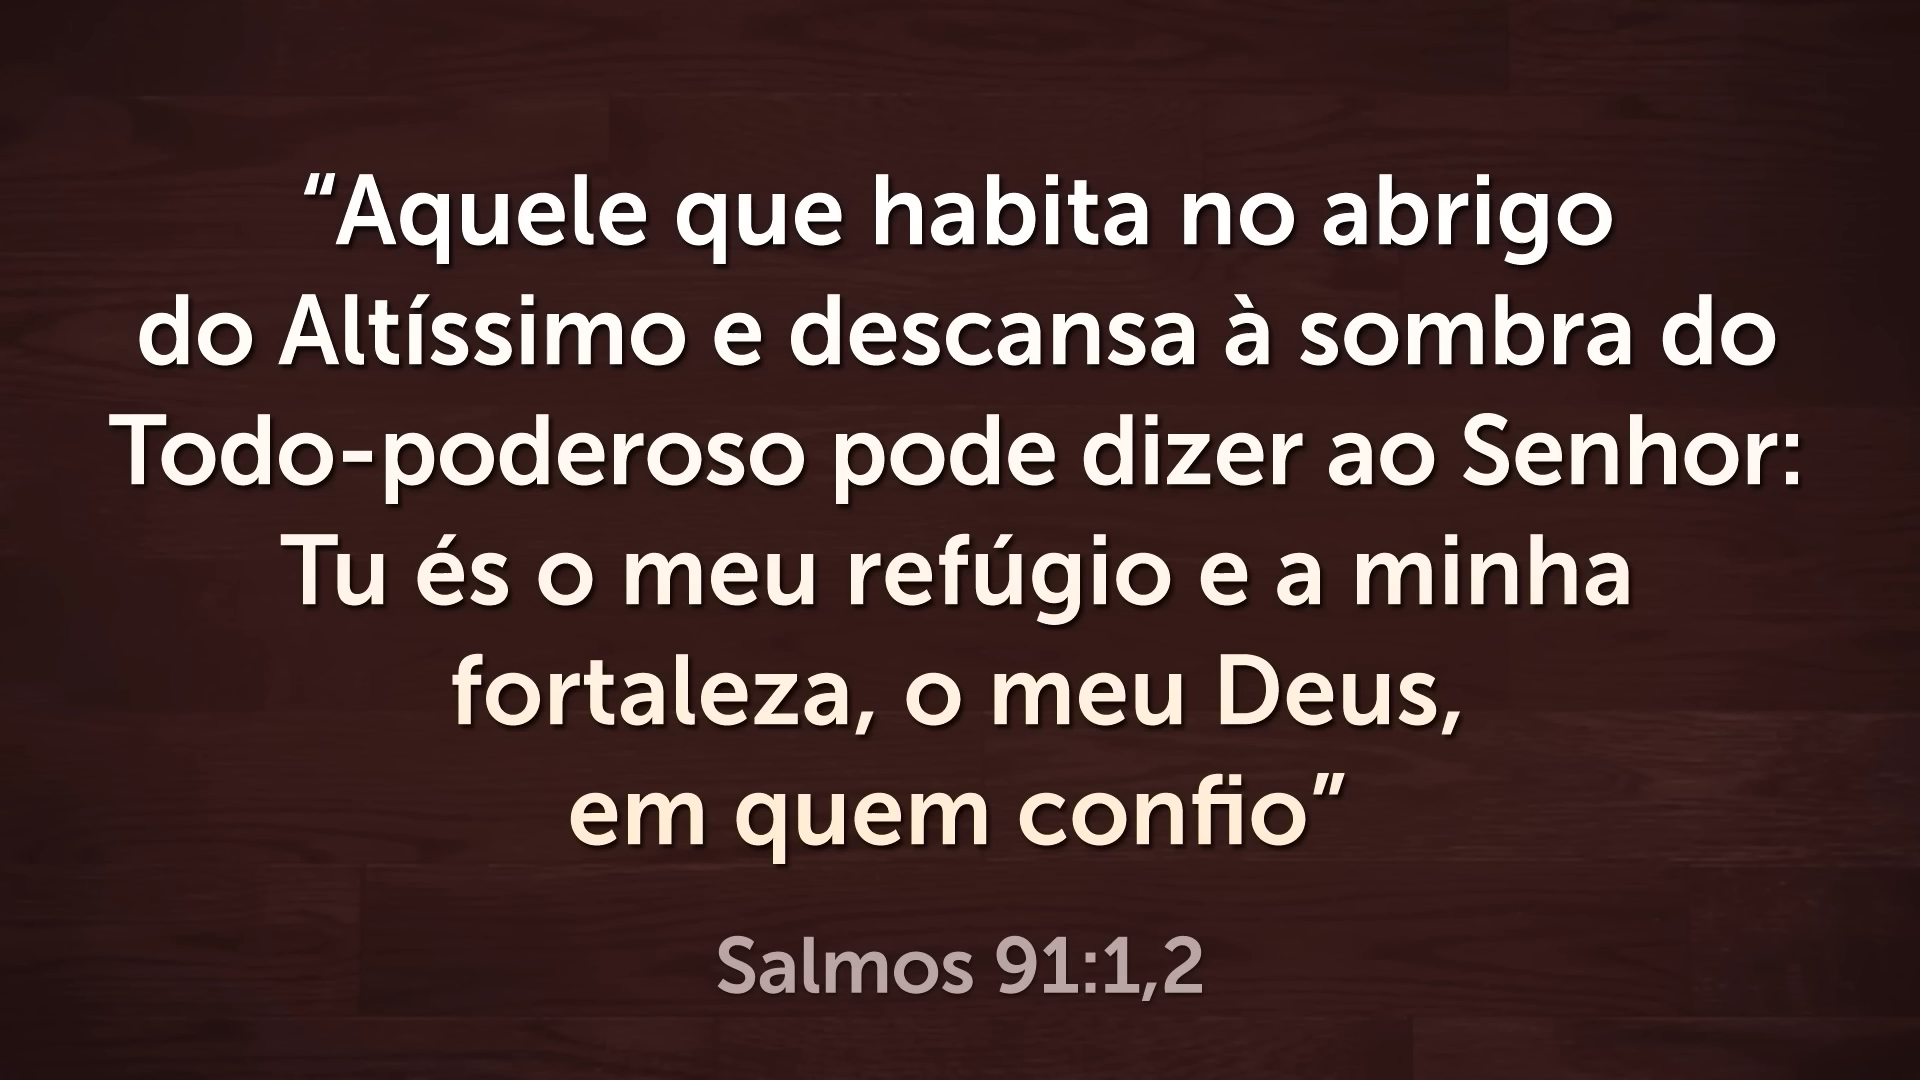 “Aquele que habita no abrigo
do Altíssimo e descansa à sombra do
Todo-poderoso pode dizer ao Senhor:
Tu és o meu refúgio e a minha
fortaleza, o meu Deus,
em quem confio”
Salmos 91:1,2